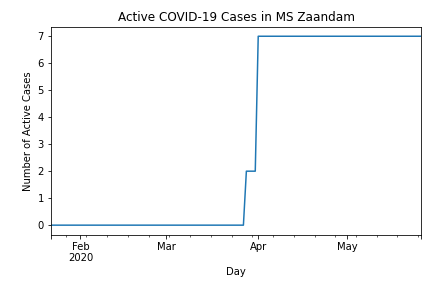 Active COVID-19 Cases in MS Zaandam
Number of Active Cases
7
6
5
4
3
2
1
0
Feb Mar Apr May
2020
Day